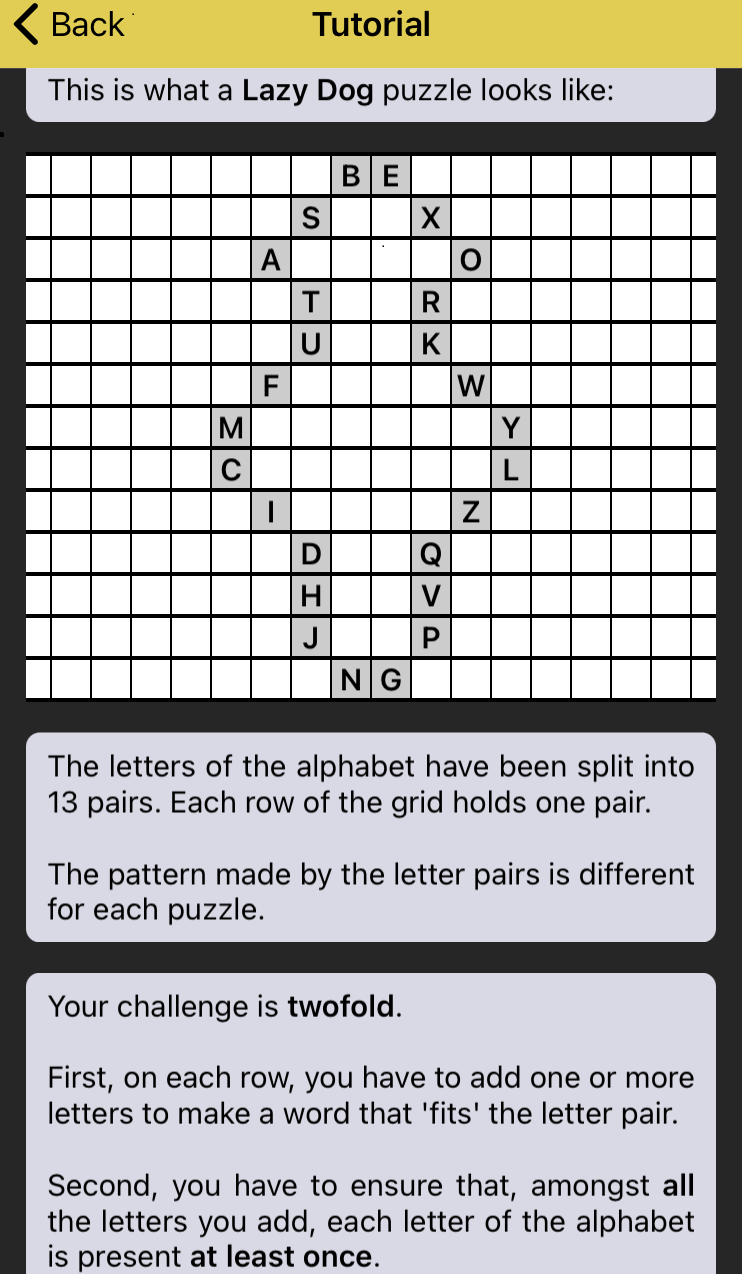 Back
Tutorial
This is what a Lazy Dog puzzle looks like:
B E
S X
A O
T R
U K
F W
M Y
C L
I Z
D Q
H V
J P
N G
The letters of the alphabet have been split into
13 pairs. Each row of the grid holds one pair.
The pattern made by the letter pairs is different
for each puzzle.
Your challenge is twofold.
First, on each row, you have to add one or more
letters to make a word that 'fits' the letter pair.
Second, you have to ensure that, amongst all
the letters you add, each letter of the alphabet
is present at least once.